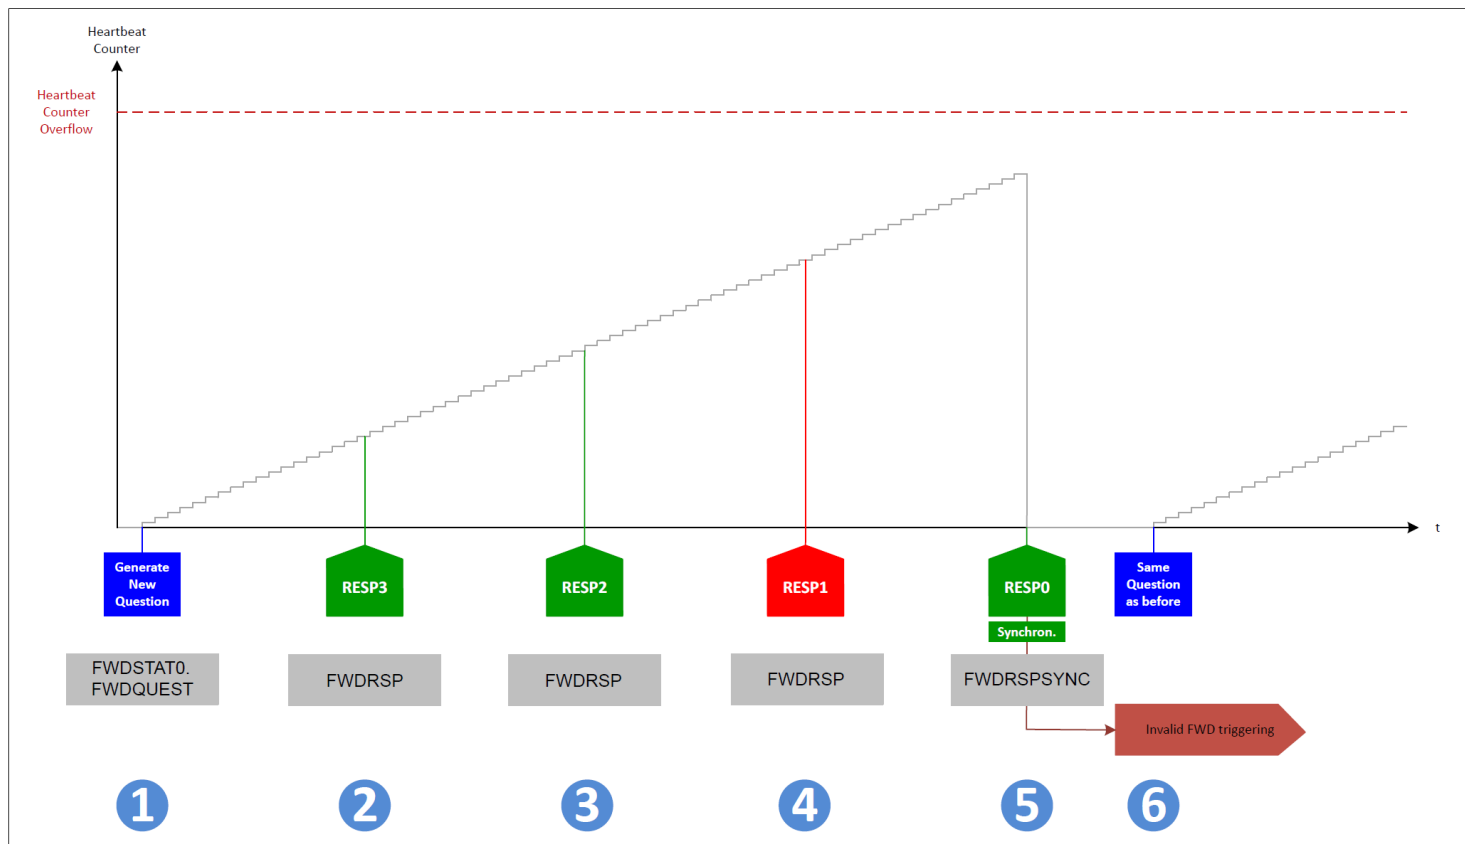 Heartbeat
Counter
Heartbeat
Counter
Overflow
t
Generate
New
Question
RESP3
RESP2
RESP1
RESP0
Same
Question
as before
Synchron.
FWDSTAT0.
FWDQUEST
FWDRSP
FWDRSP
FWDRSP
FWDRSPSYNC
Invalid FWD triggering
1
2
3
4
5
6